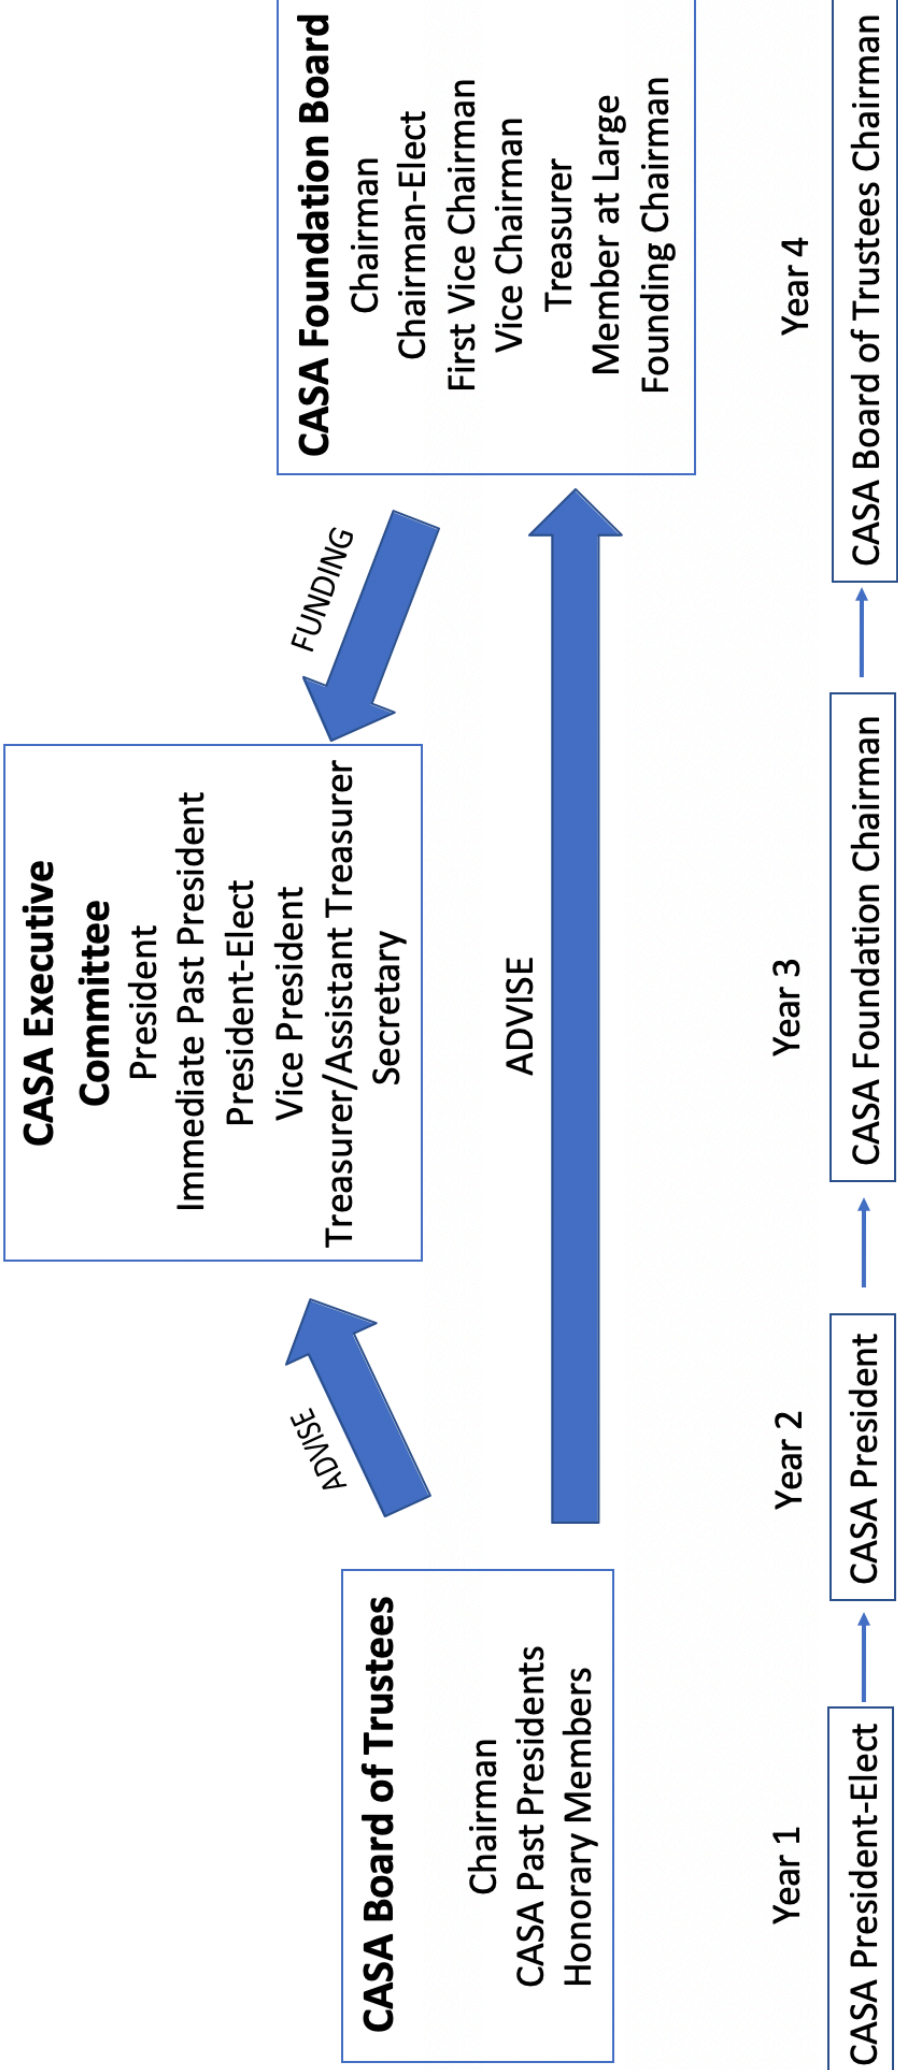 CASA Executive
Committee
President
Immediate Past President
President-Elect
Vice President
Treasurer/Assistant Treasurer
Secretary
ADVISE
FUNDING
CASA Board of Trustees
Chairman
CASA Past Presidents
Honorary Members
ADVISE
CASA Foundation Board
Chairman
Chairman-Elect
First Vice Chairman
Vice Chairman
Treasurer
Member at Large
Founding Chairman
Year 1
CASA President-Elect
Year 2
CASA President
Year 3
CASA Foundation Chairman
Year 4
CASA Board of Trustees Chairman